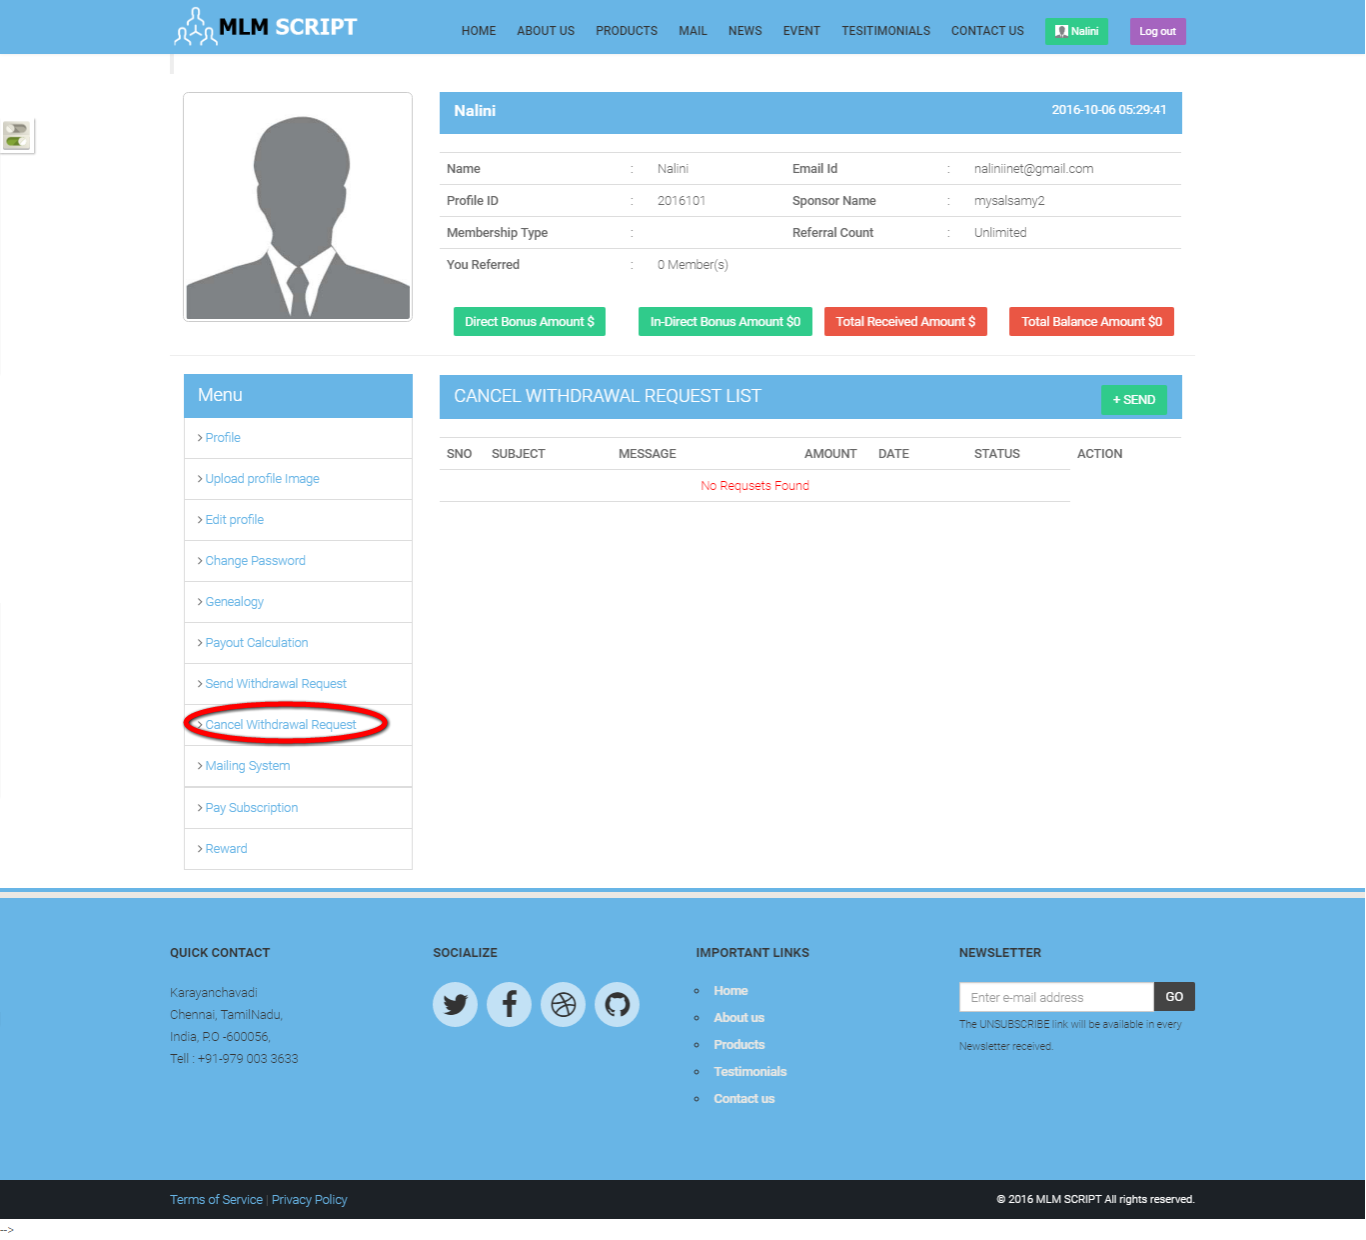 MLM SCRIPT
HOME ABOUT US PRODUCTS MAIL NEWS EVENT TESITIMONIALS CONTACT US Nalini Log out
Nalini 2016-10-06 05:29:41
Name : Nalini Email Id : naliniinet@gmail.com
Profile ID : 2016101 Sponsor Name : mysalsamy2
Membership Type : Referral Count : Unlimited
You Referred : 0 Member(s)
Direct Bonus Amount $ In-Direct Bonus Amount $0 Total Received Amount $ Total Balance Amount $0
Menu
> Profile
> Upload profile Image
> Edit profile
> Change Password
> Genealogy
> Payout Calculation
> Send Withdrawal Request
> Cancel Withdrawal Request
> Mailing System
> Pay Subscription
> Reward
CANCEL WITHDRAWAL REQUEST LIST + SEND
SNO SUBJECT MESSAGE AMOUNT DATE STATUS ACTION
No Requsets Found
QUICK CONTACT
Karayanchavadi
Chennai, TamilNadu,
India, P.O -600056,
Tell : +91-979 003 3633
SOCIALIZE
IMPORTANT LINKS
Home
About us
Products
Testimonials
Contact us
NEWSLETTER
Enter e-mail address GO
The UNSUBSCRIBE link will be available in every
Newsletter received.
Terms of Service | Privacy Policy © 2016 MLM SCRIPT All rights reserved.
-->